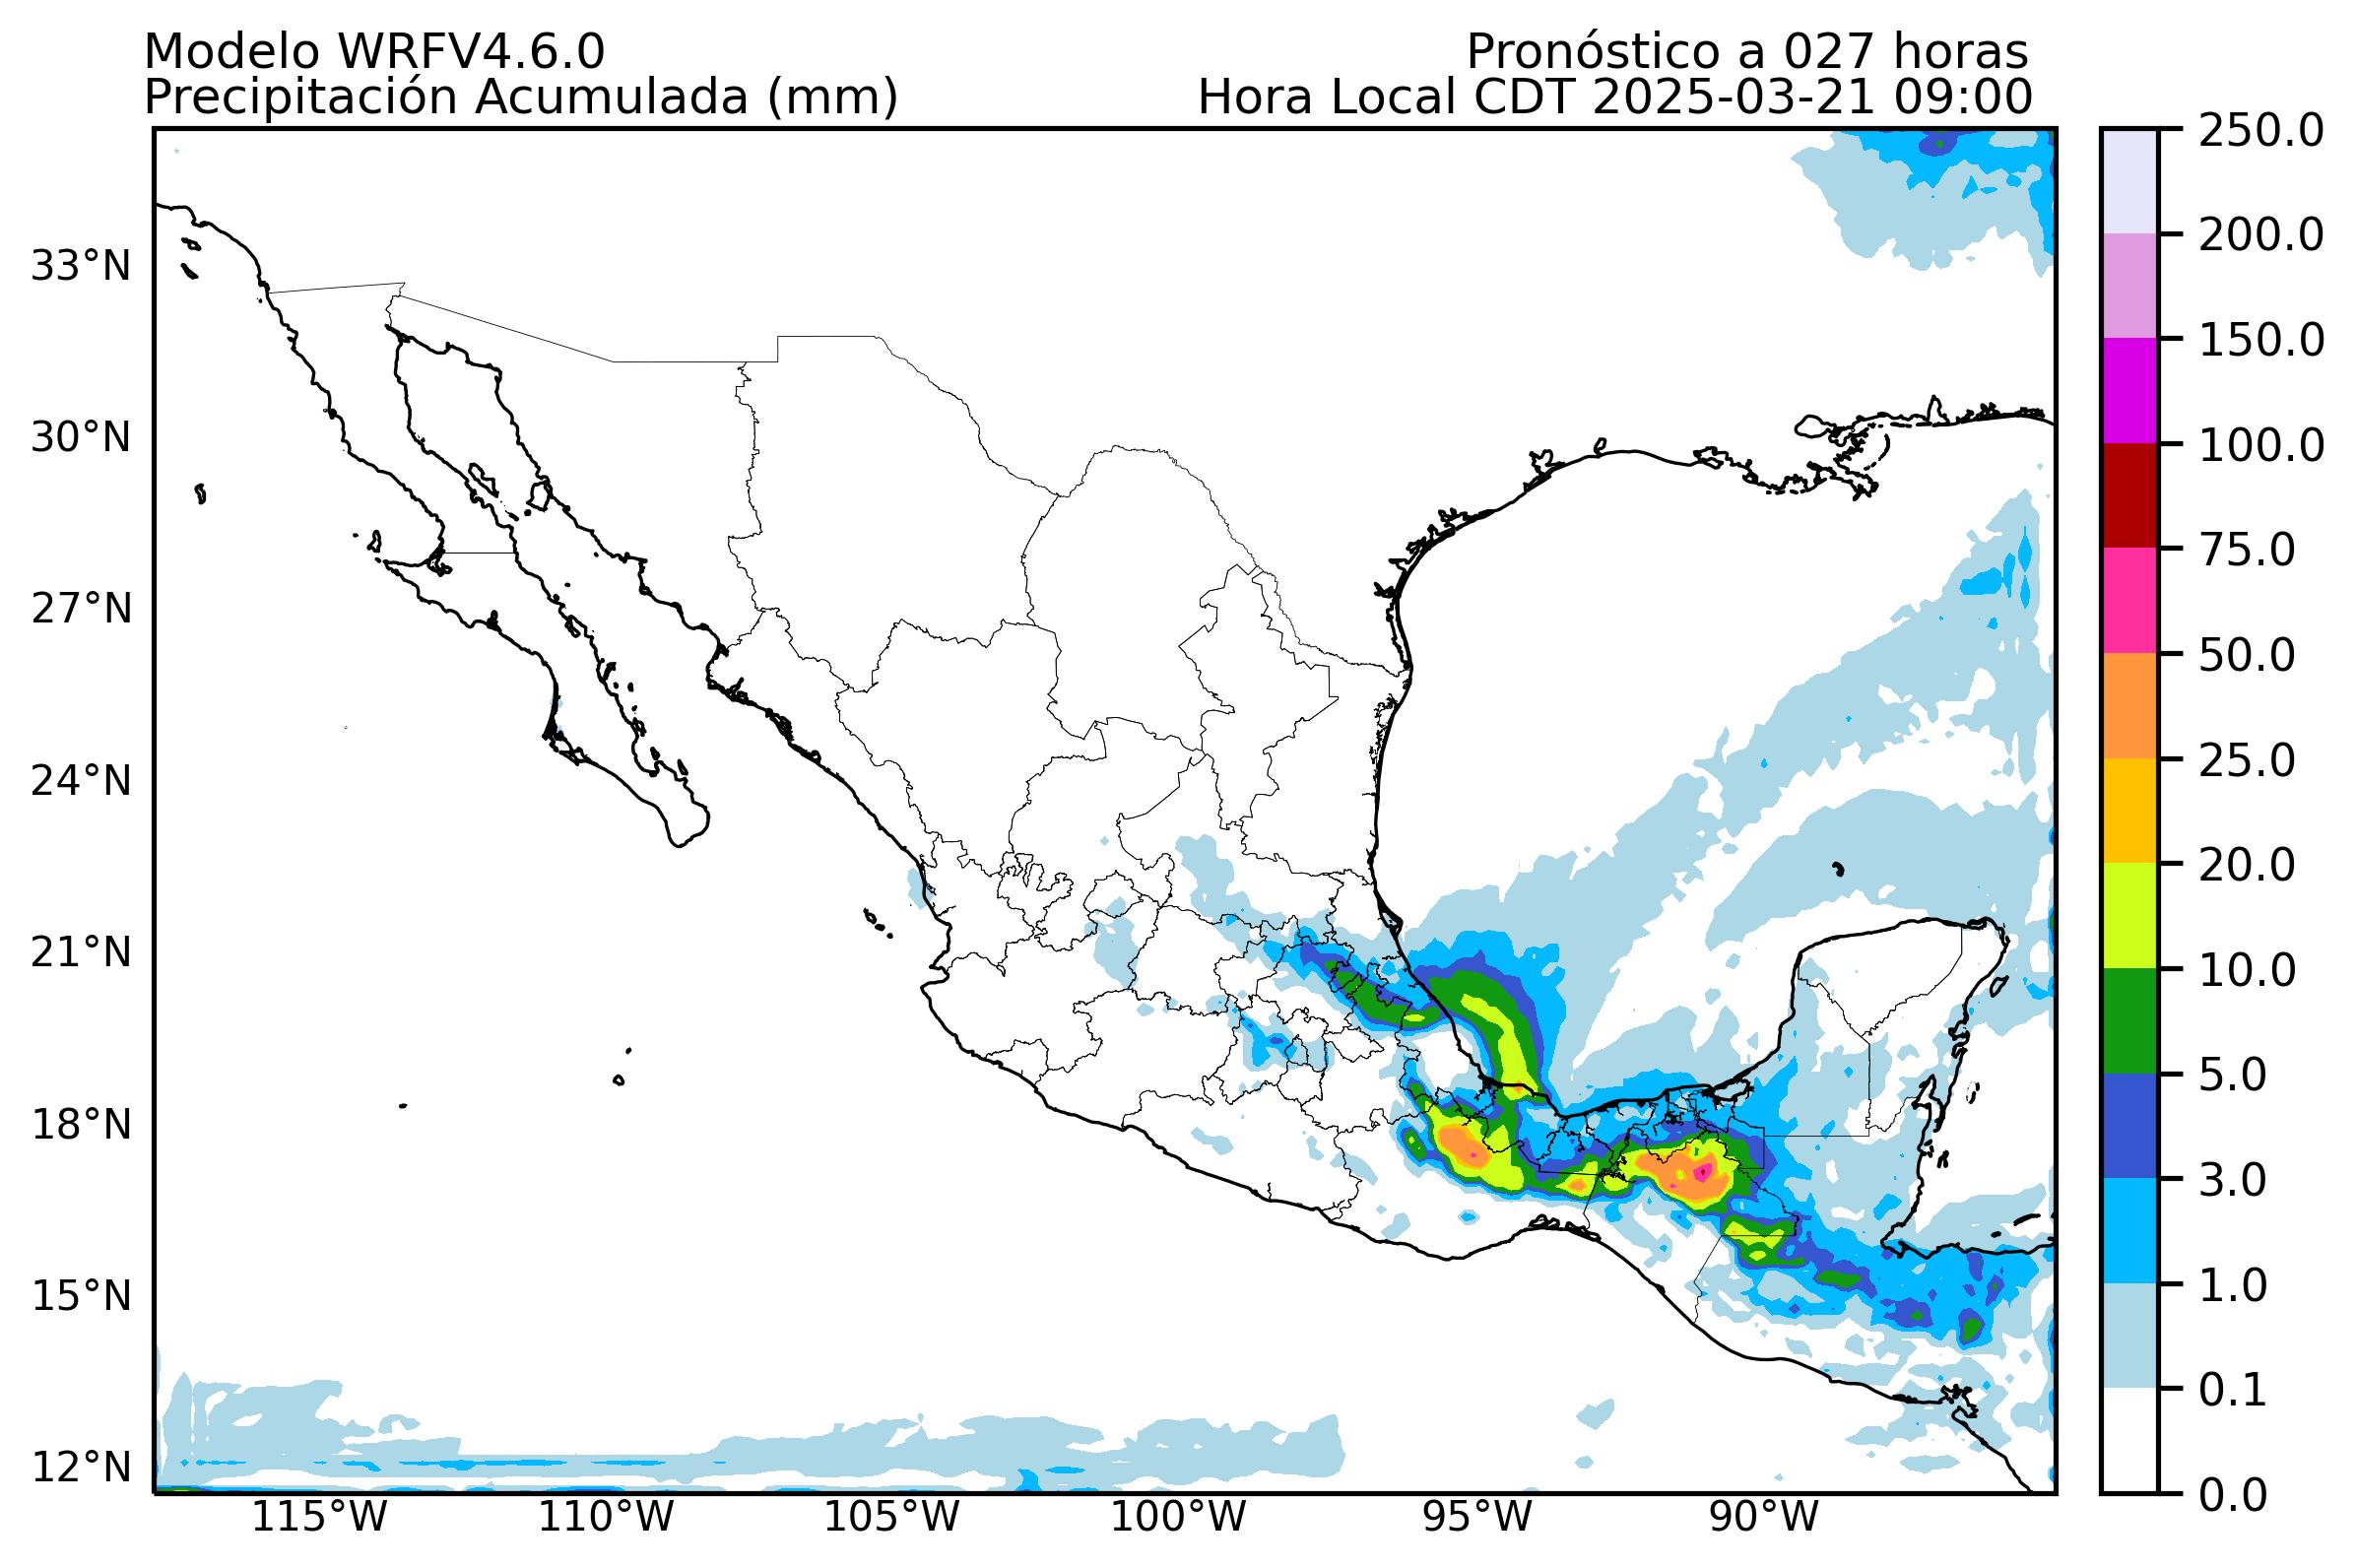 Modelo WRFV4.6.0
Pronóstico a 027 horas
Precipitación Acumulada (mm)
Hora Local CDT 2025-03-21 09:00
33°N
30°N
27°N
24°N
21°N
18°N
15°N
12°N
115°W
110°W
105°W
100°W
95°W
90°W
250.0
200.0
150.0
100.0
75.0
50.0
25.0
20.0
10.0
5.0
3.0
1.0
0.1
0.0